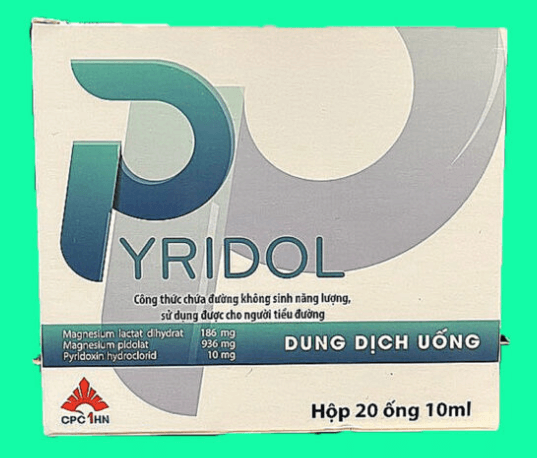 PYRIDOL
Công thức chứa đường không sinh năng lượng,
sử dụng được cho người tiểu đường
Magnesium lactat dihydrat 186 mg
Magnesium pidolat 936 mg
Pyridoxin hydroclorid 10 mg
DUNG DỊCH UỐNG
CPC1HN
Hộp 20 ống 10ml